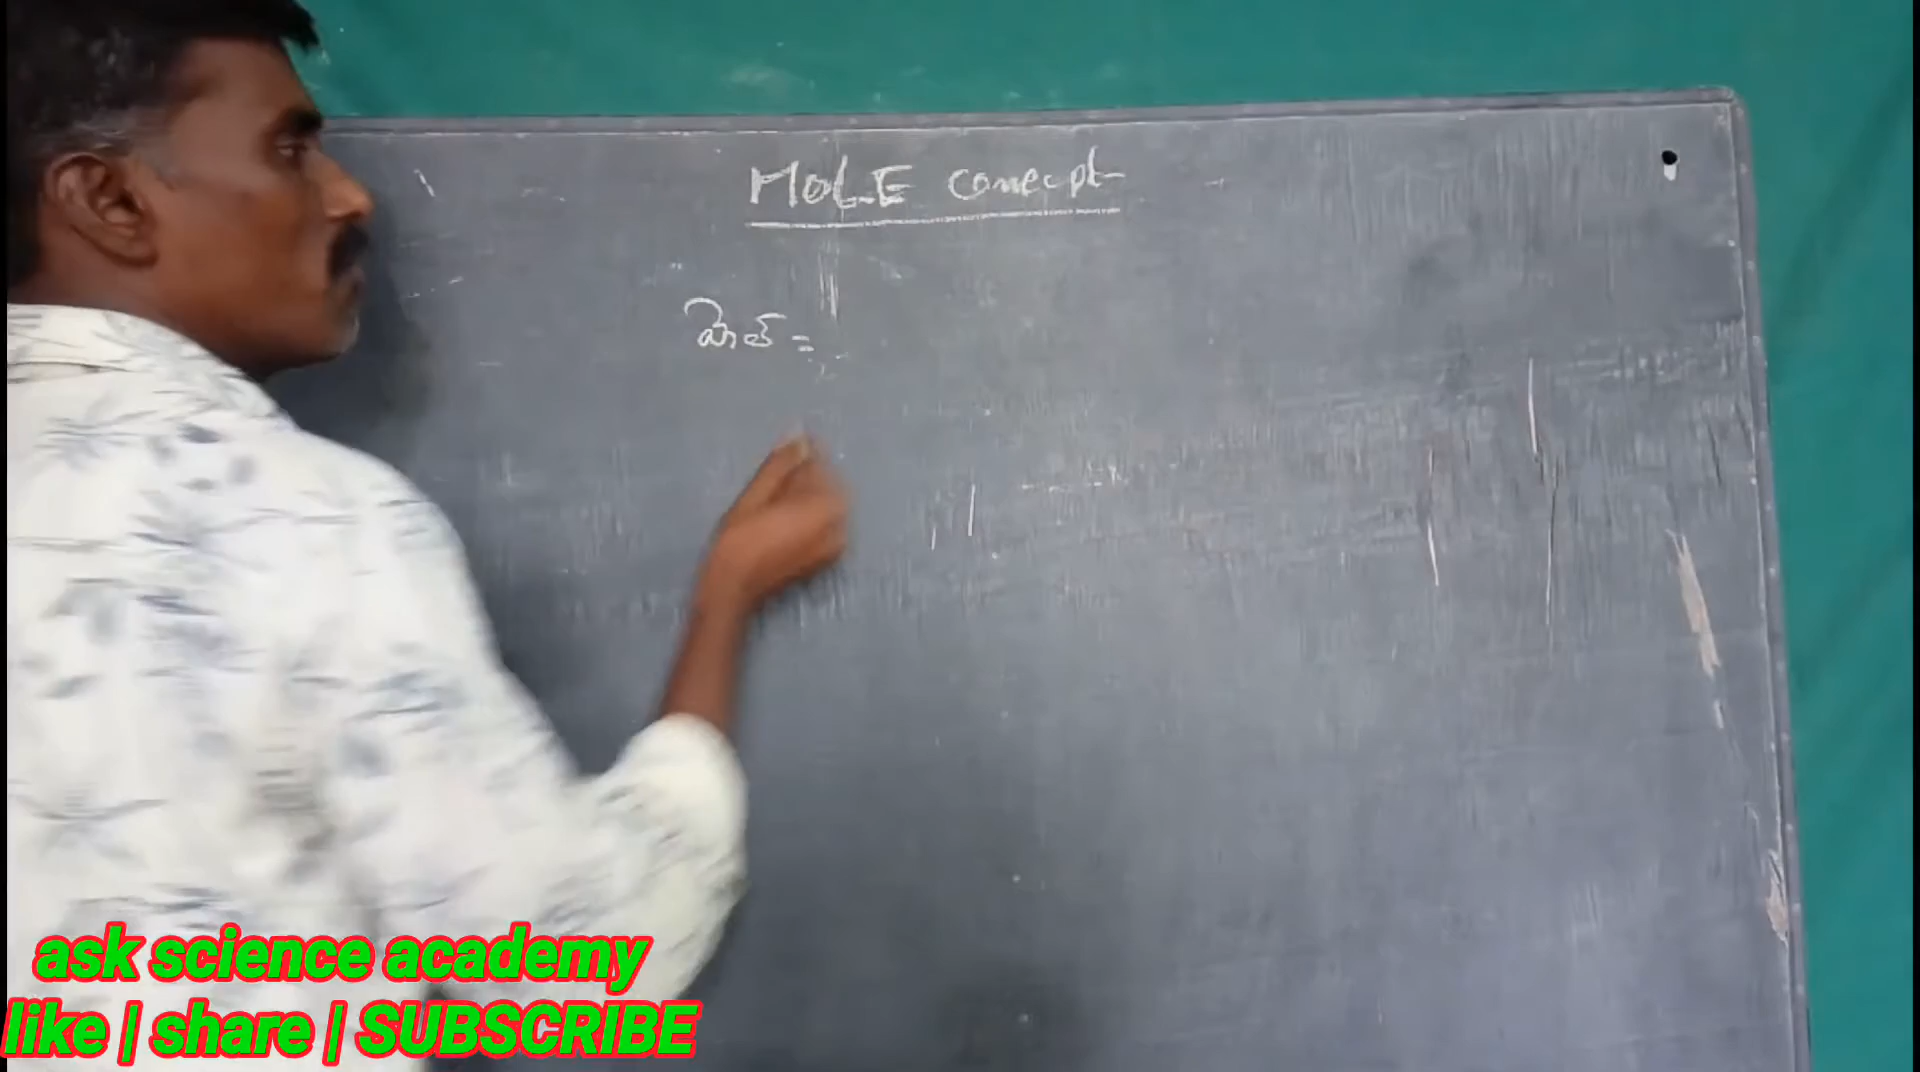 MOLE concept
మోల్ =
ask science academy
like | share | SUBSCRIBE